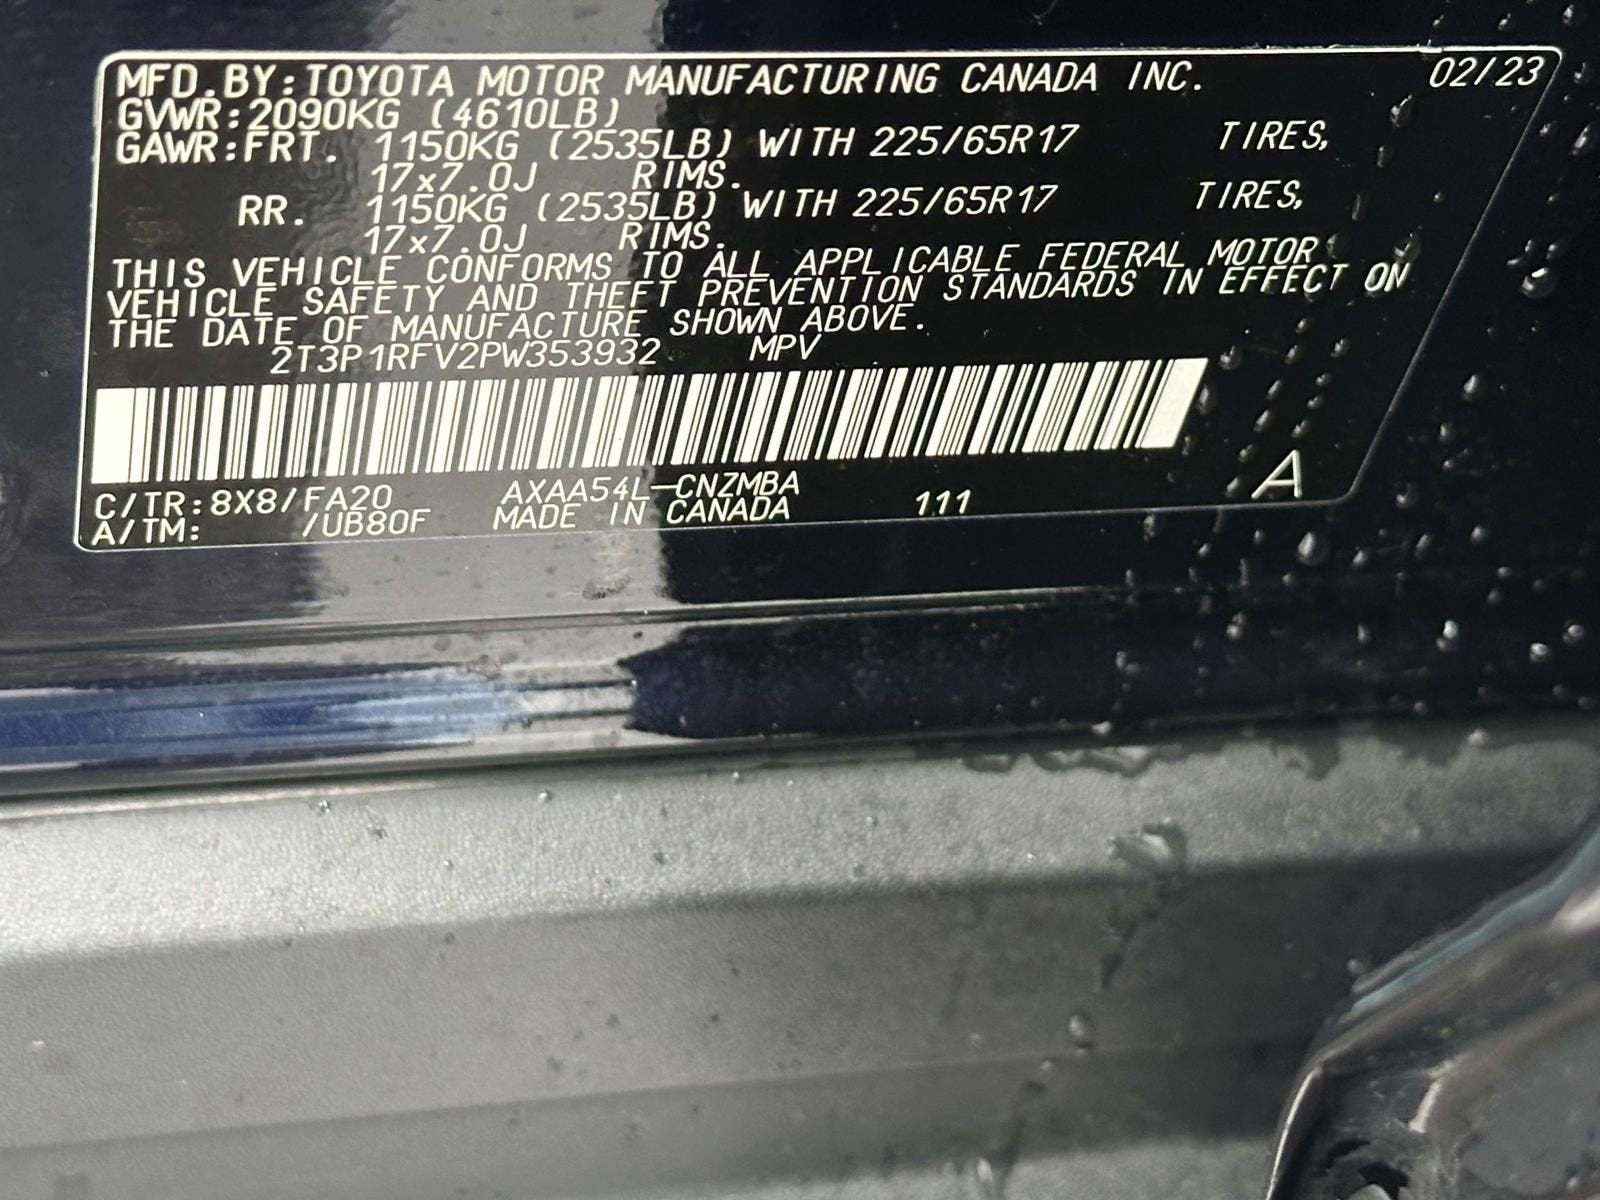 MFD.BY:TOYOTA MOTOR MANUFACTURING CANADA INC. 02/23
GVWR:2090KG (4610LB)
GAWR:FRT. 1150KG (2535LB) WITH 225/65R17 TIRES,
17x7.0J RIMS.
RR. 1150KG (2535LB) WITH 225/65R17 TIRES,
17x7.0J RIMS.
THIS VEHICLE CONFORMS TO ALL APPLICABLE FEDERAL MOTOR
VEHICLE SAFETY AND THEFT PREVENTION STANDARDS IN EFFECT ON
THE DATE OF MANUFACTURE SHOWN ABOVE.
2T3P1RFV2PW353932 MPV
C/TR:8X8/FA20 AXAA54L-CNZMBA 111 A
A/TM: /UB80F MADE IN CANADA